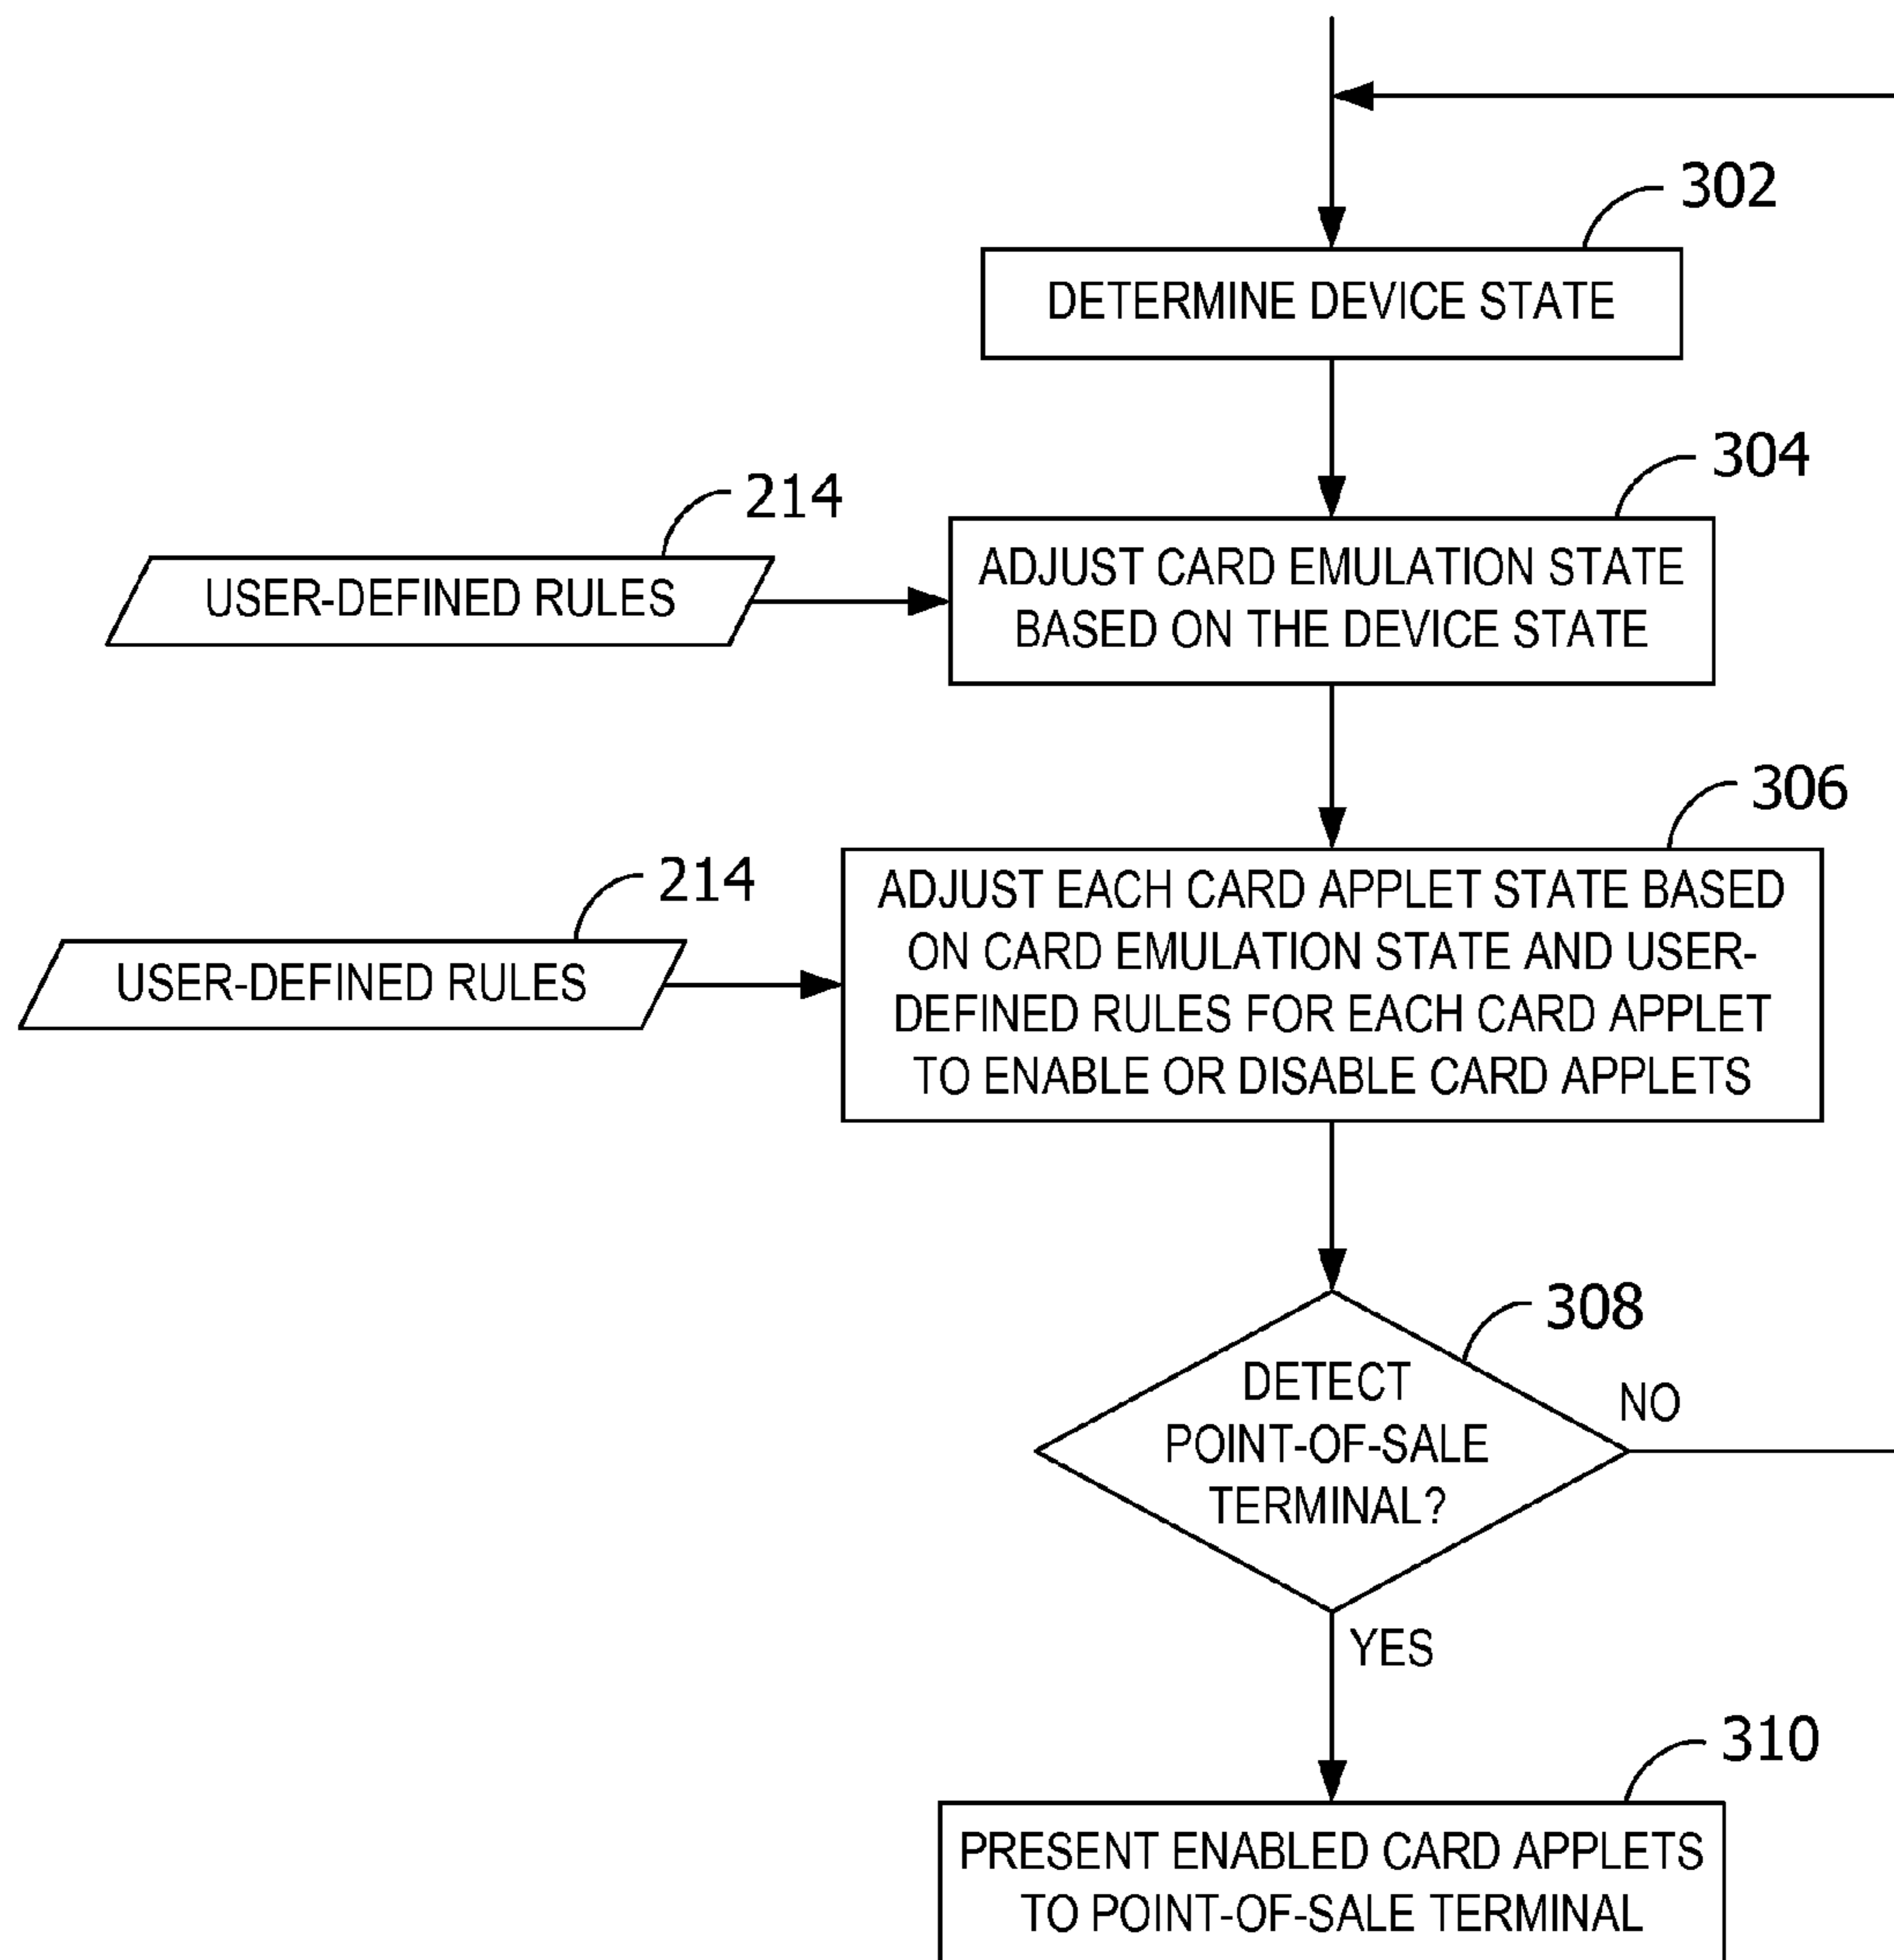 302
DETERMINE DEVICE STATE
304
214
USER-DEFINED RULES
ADJUST CARD EMULATION STATE
BASED ON THE DEVICE STATE
306
214
USER-DEFINED RULES
ADJUST EACH CARD APPLET STATE BASED
ON CARD EMULATION STATE AND USER-
DEFINED RULES FOR EACH CARD APPLET
TO ENABLE OR DISABLE CARD APPLETS
308
DETECT
POINT-OF-SALE
TERMINAL?
NO
YES
310
PRESENT ENABLED CARD APPLETS
TO POINT-OF-SALE TERMINAL